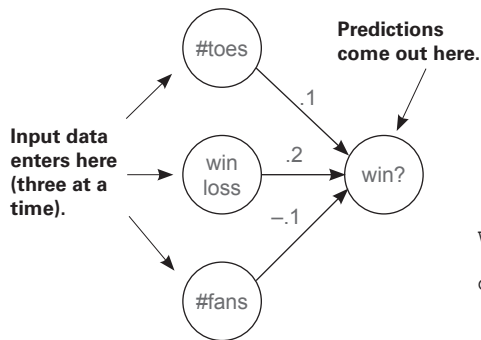 #toes
Predictions
come out here.
.1
Input data
enters here
(three at a
time).
win
loss
.2
win?
–.1
#fans